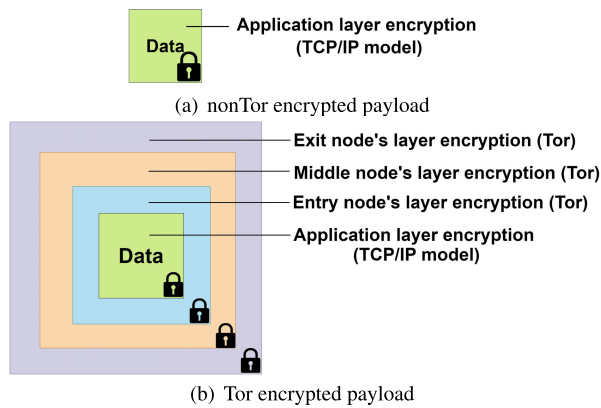 Data
Application layer encryption
(TCP/IP model)
(a) nonTor encrypted payload
Exit node's layer encryption (Tor)
Middle node's layer encryption (Tor)
Entry node's layer encryption (Tor)
Application layer encryption
(TCP/IP model)
Data
(b) Tor encrypted payload